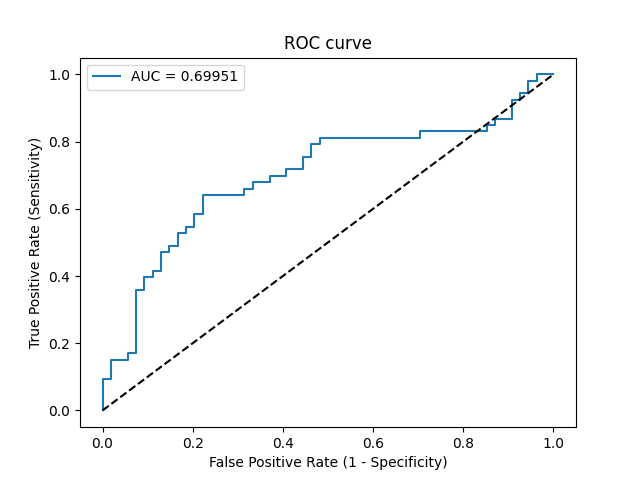 ROC curve
AUC = 0.69951
1.0
0.8
0.6
0.4
0.2
0.0
True Positive Rate (Sensitivity)
0.0 0.2 0.4 0.6 0.8 1.0
False Positive Rate (1 - Specificity)